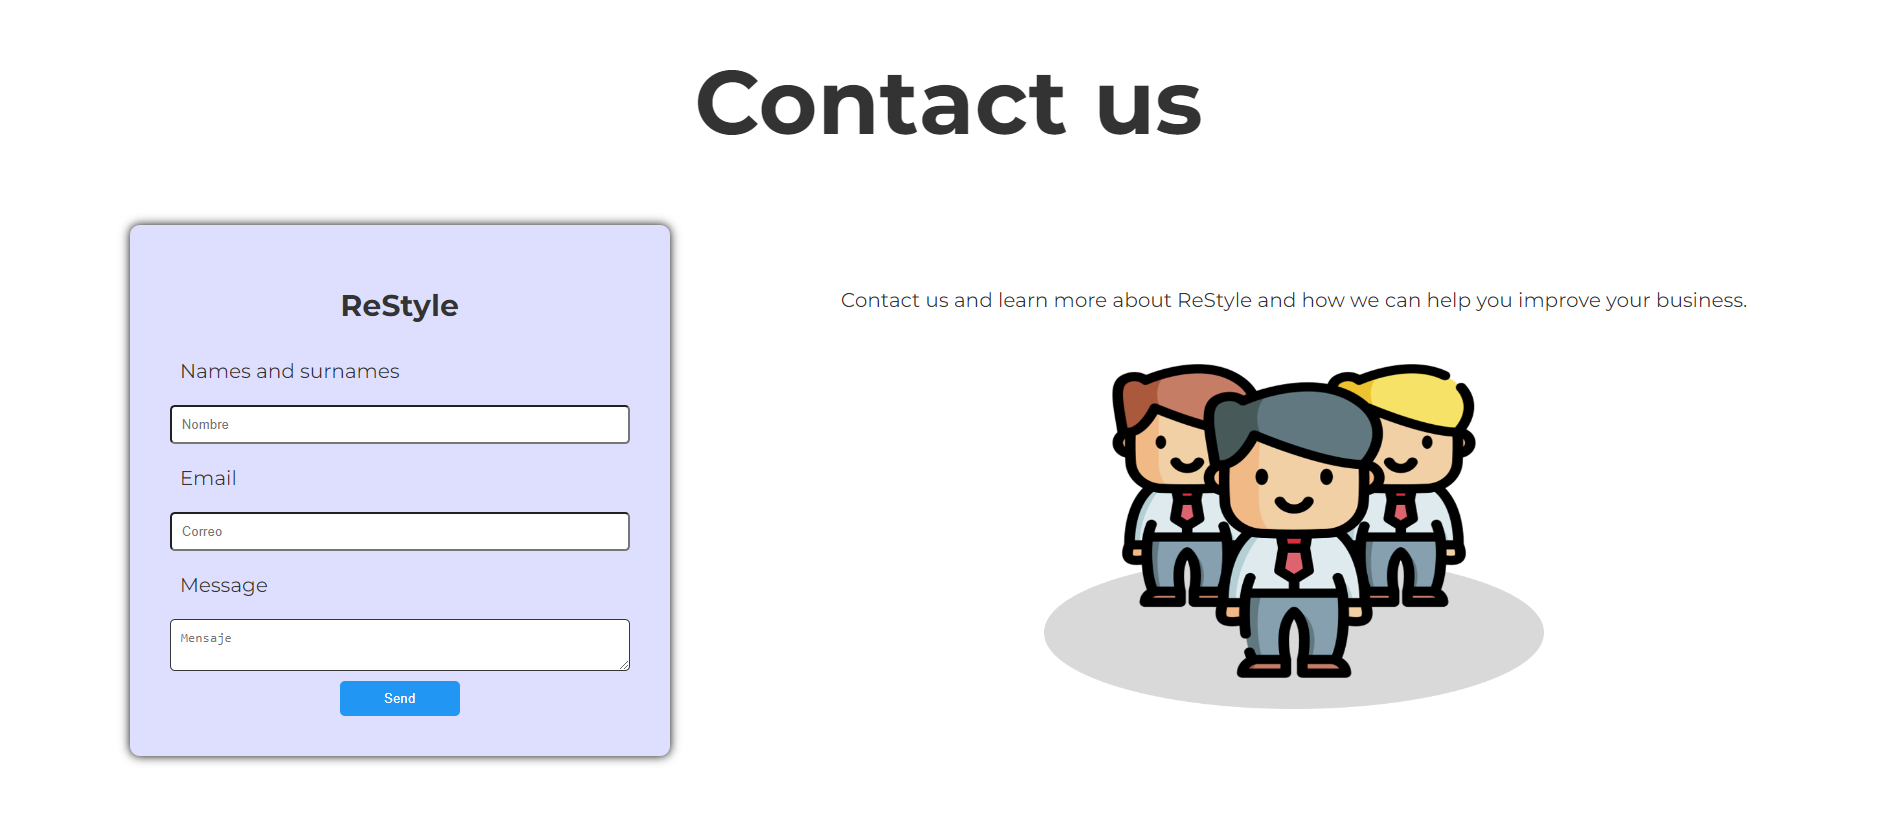 Contact us
ReStyle
Names and surnames
Nombre
Email
Correo
Message
Mensaje
Send
Contact us and learn more about ReStyle and how we can help you improve your business.